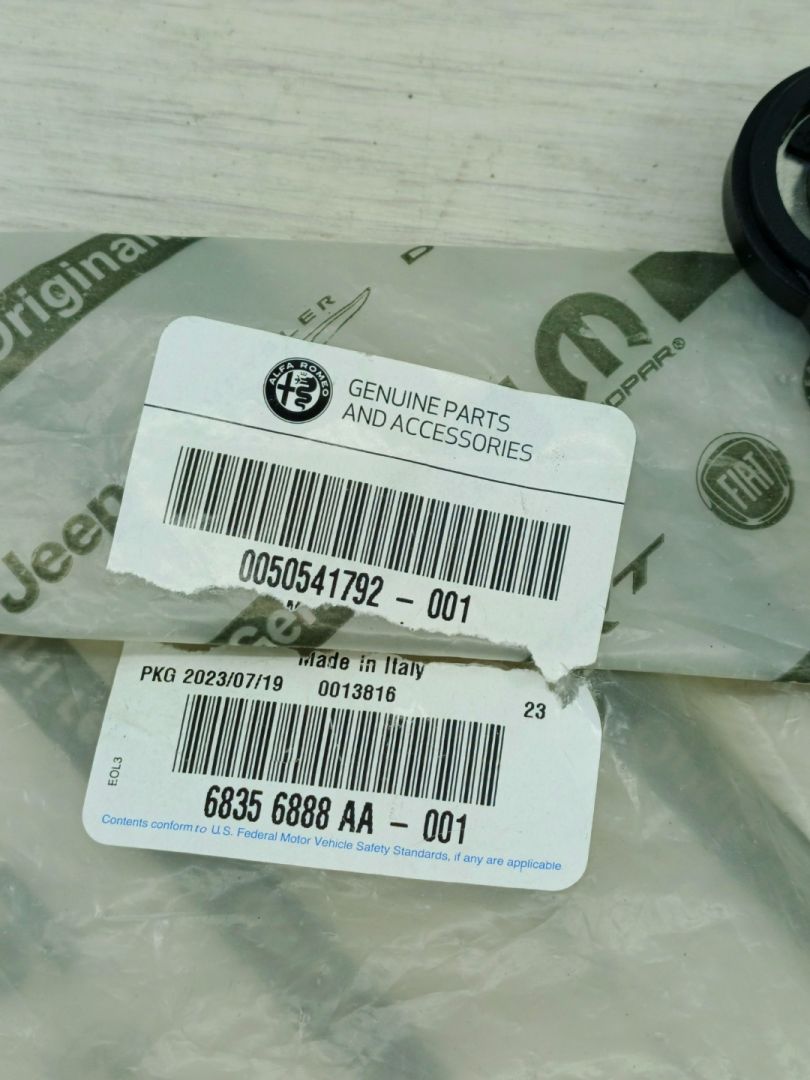 Original
MOPAR®
ALFA ROMEO
GENUINE PARTS
AND ACCESSORIES
FIAT
Jeep
0050541792 - 001
Made in Italy
PKG 2023/07/19 0013816 23
EOL3
6835 6888 AA - 001
Contents conform to U.S. Federal Motor Vehicle Safety Standards, if any are applicable